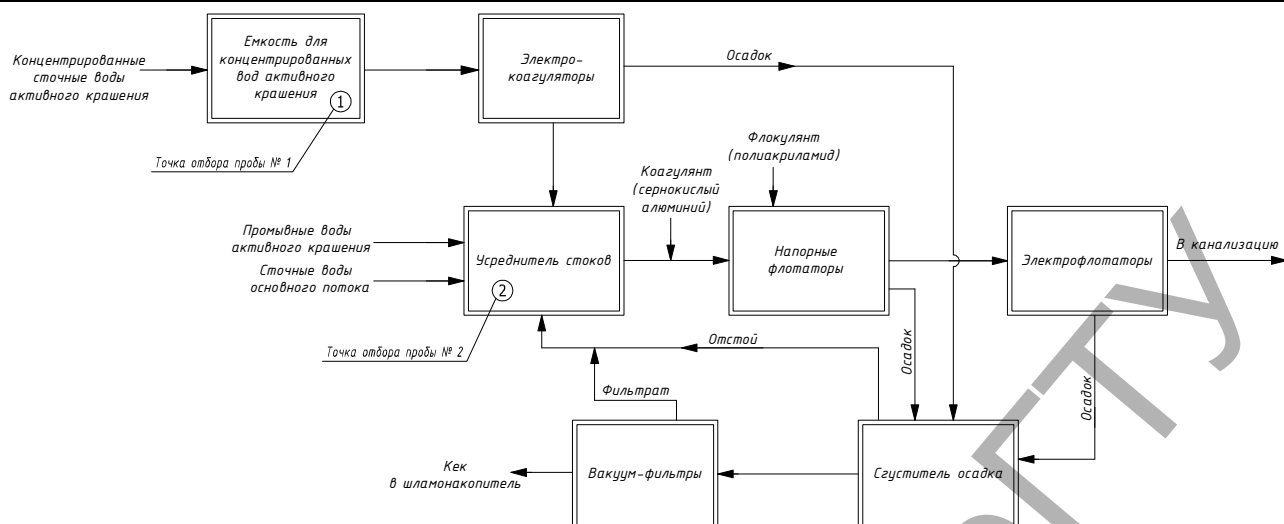 Концентрированные
сточные воды
активного крашения
Емкость для
концентрированных
вод активного
крашения
1
Точка отбора пробы № 1
Электро-
коагуляторы
Осадок
Флокулянт
(полиакриламид)
Коагулянт
(сернокислый
алюминий)
Промывные воды
активного крашения
Сточные воды
основного потока
Усреднитель стоков
2
Точка отбора пробы № 2
Напорные
флотаторы
Электрофлотаторы
В канализацию
Отстой
Осадок
Осадок
Фильтрат
Кек
в шламонакопитель
Вакуум-фильтры
Сгуститель осадка
ГТУ